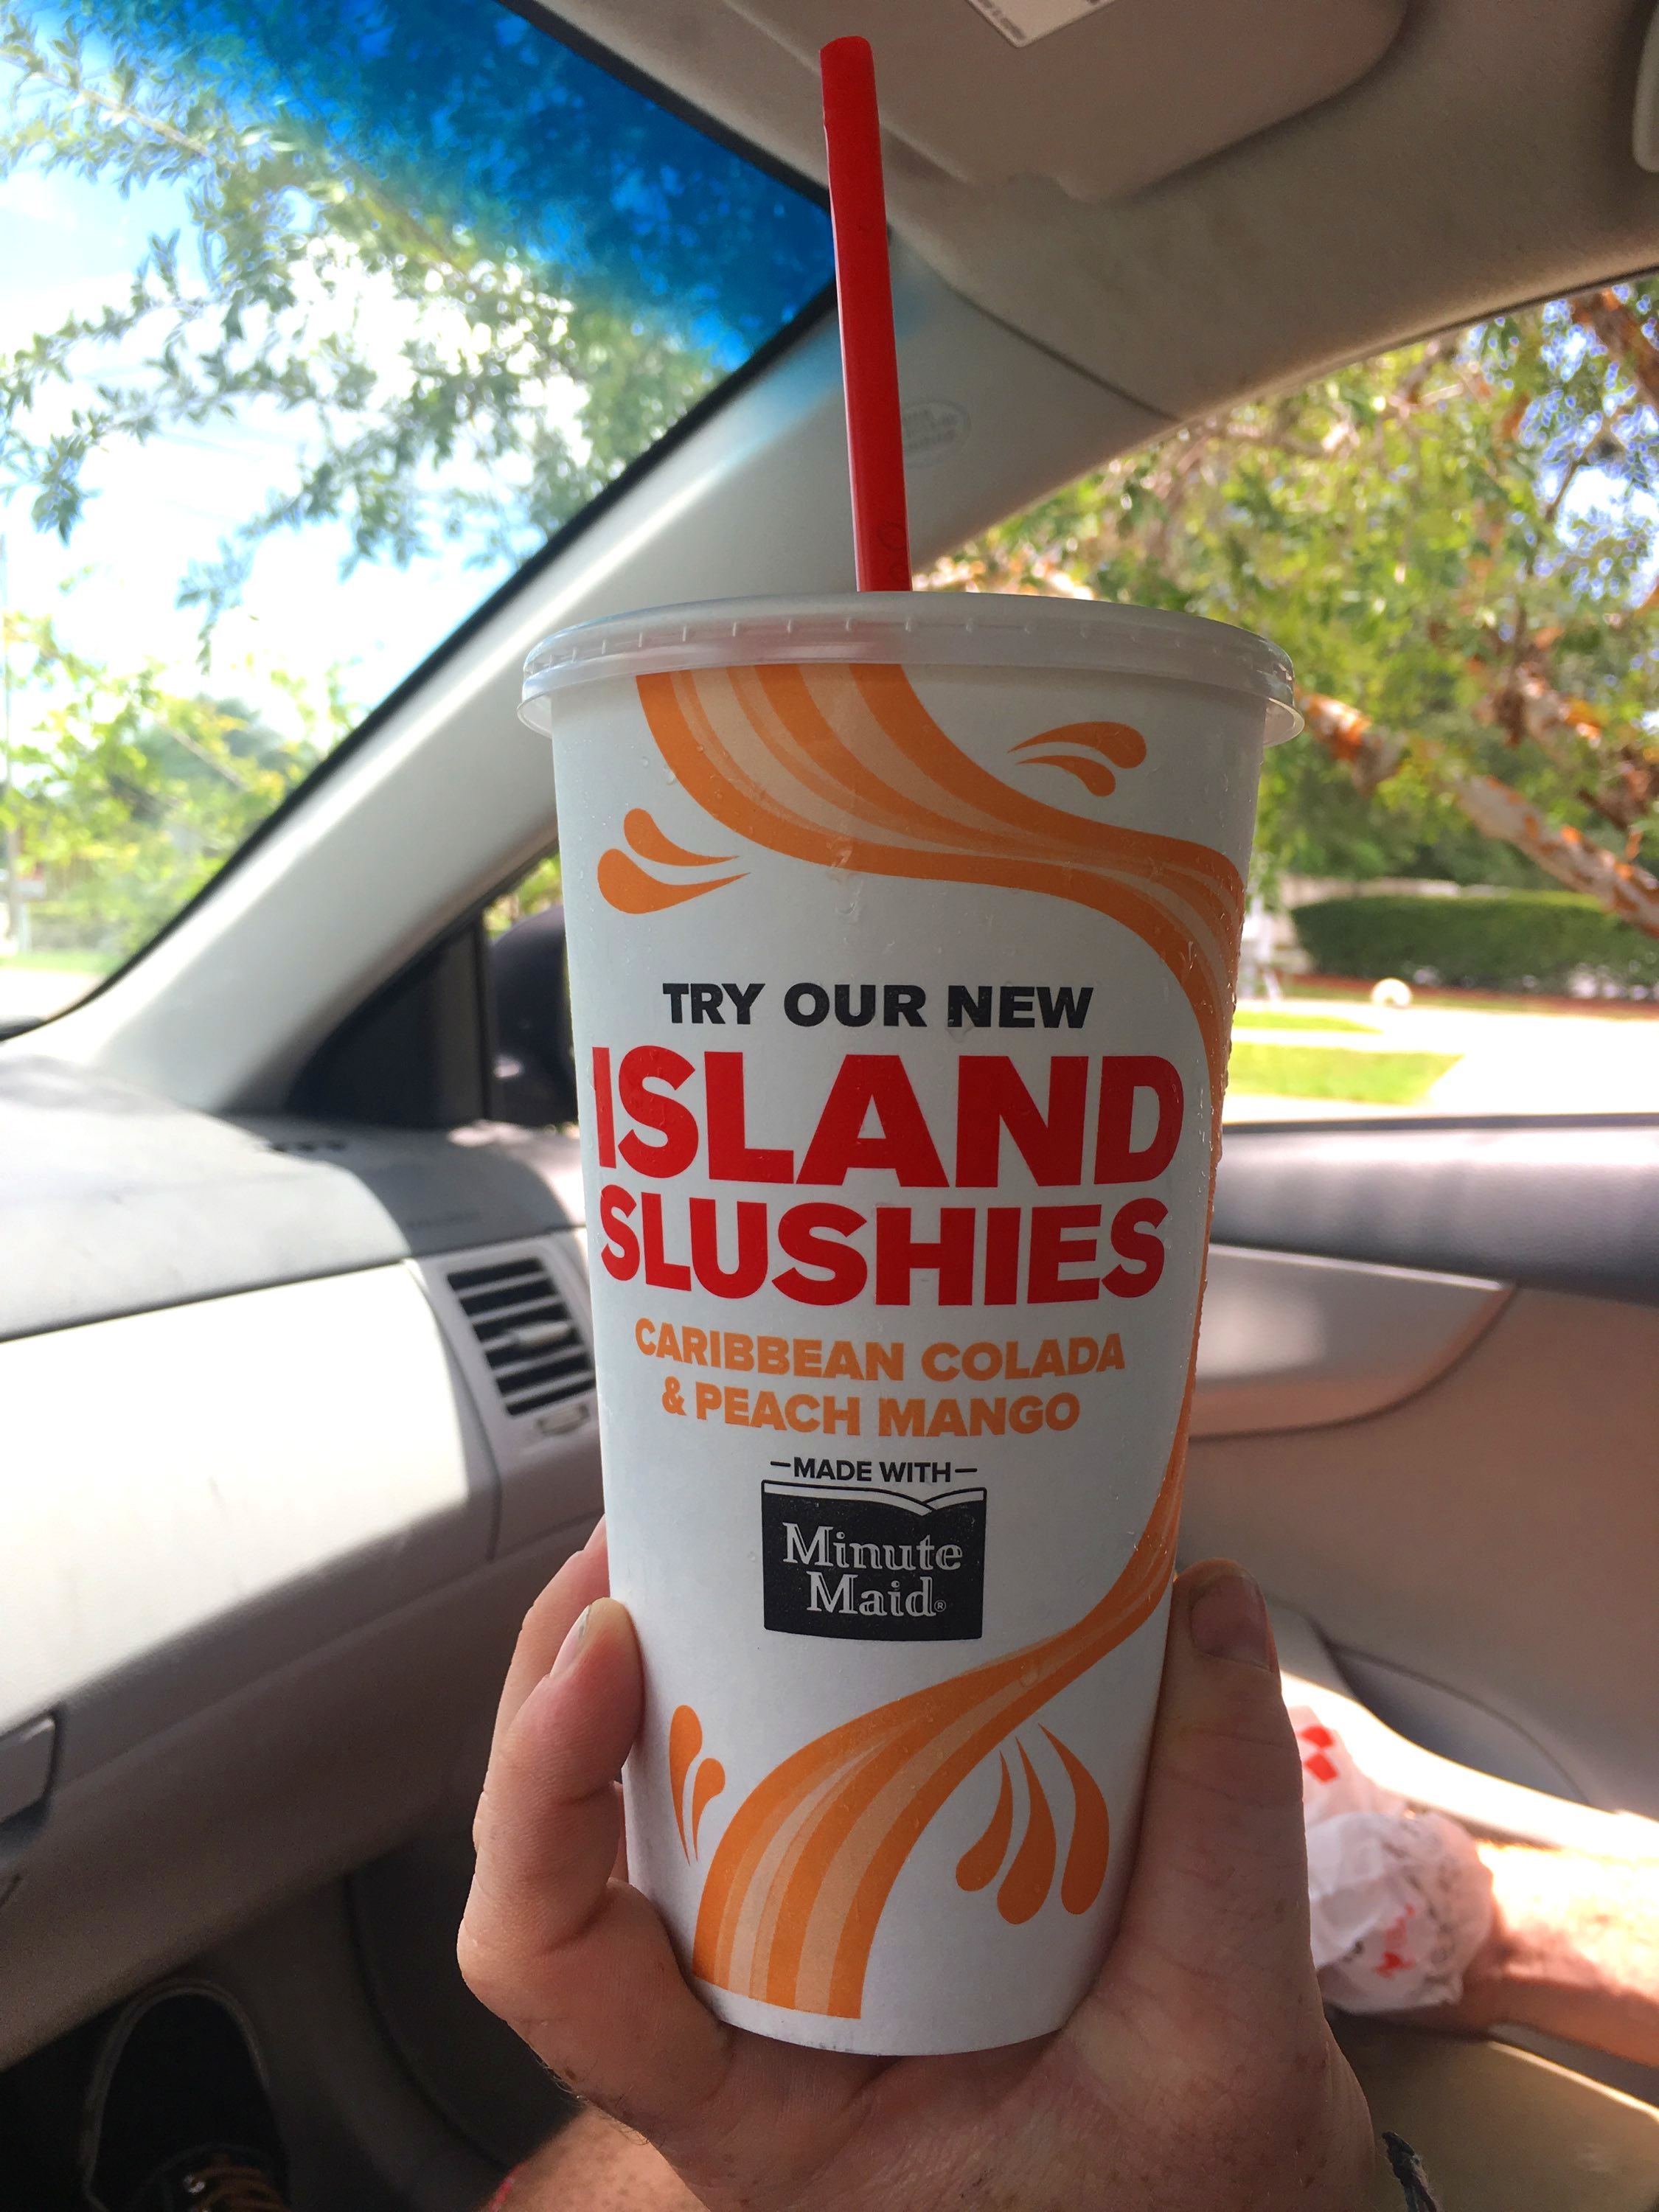 TRY OUR NEW
ISLAND
SLUSHIES
CARIBBEAN COLADA
& PEACH MANGO
-MADE WITH-
Minute
Maid®